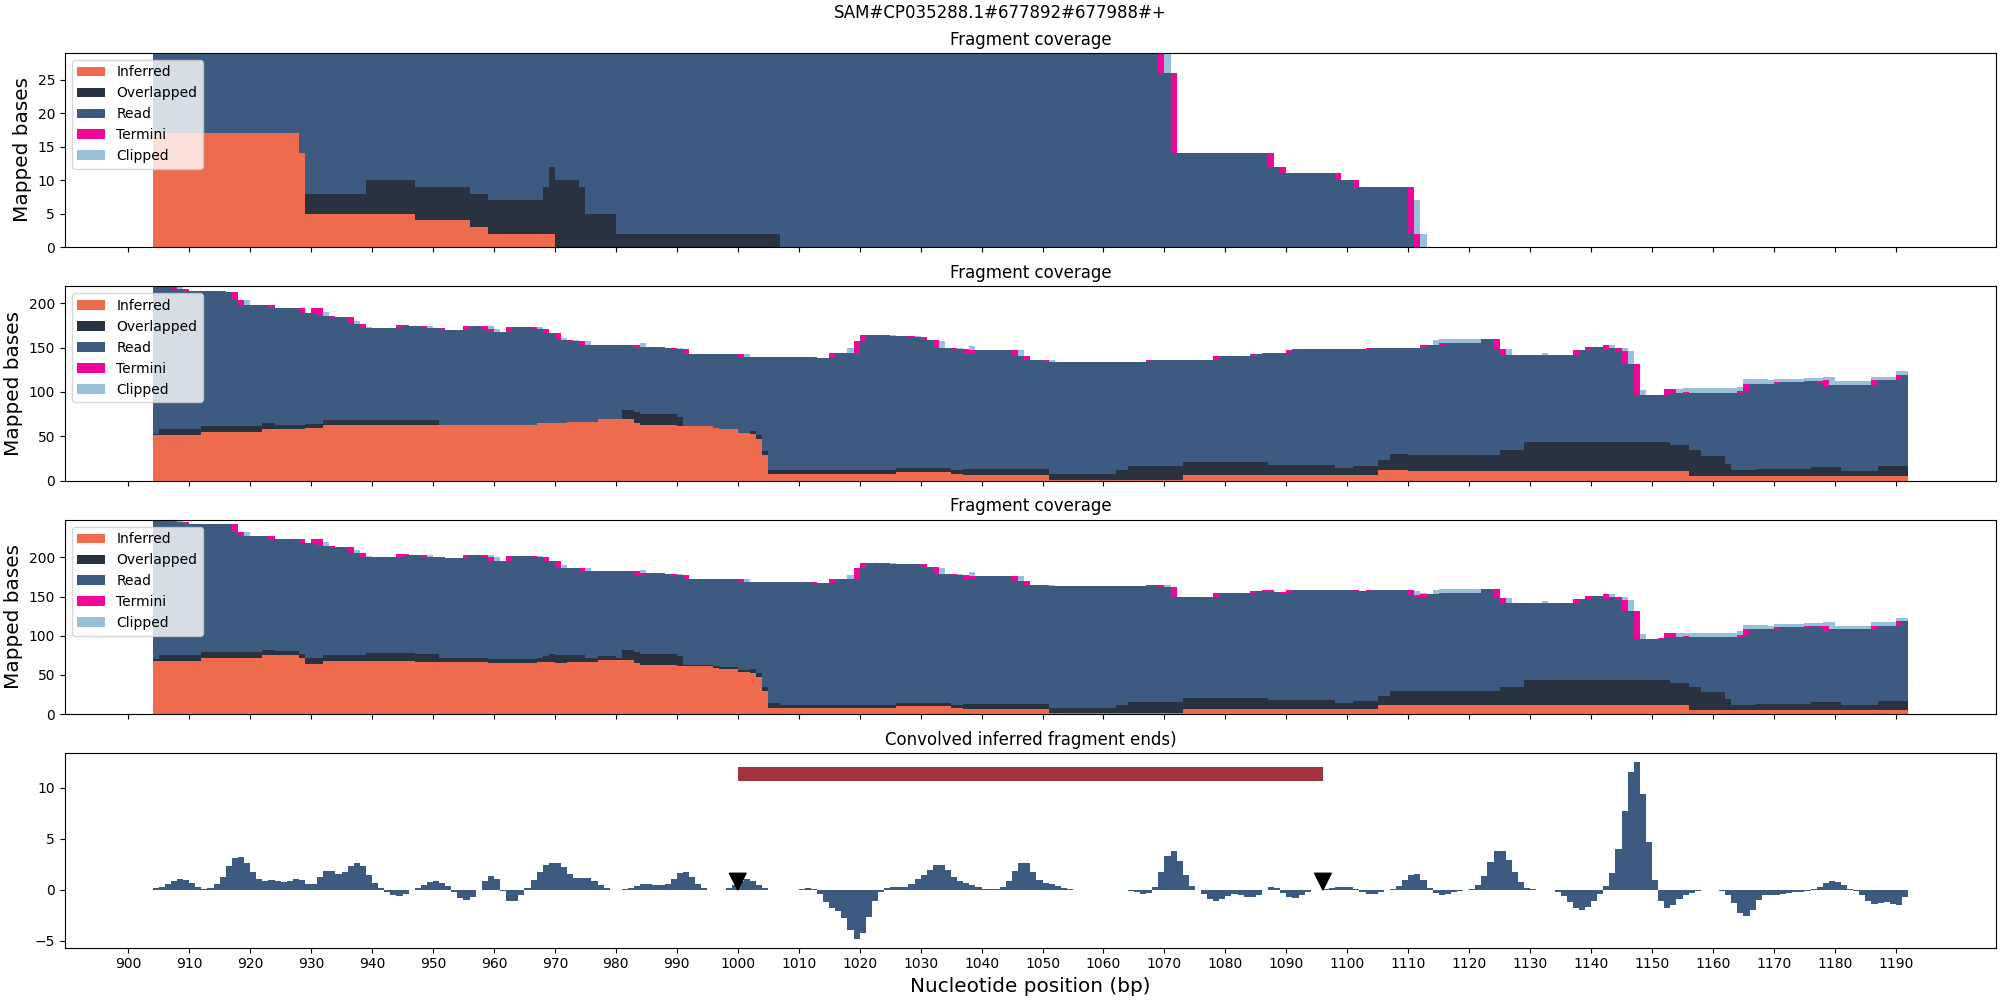 SAM#CP035288.1#677892#677988#+
Fragment coverage
Mapped bases
25
20
15
10
5
0
Inferred
Overlapped
Read
Termini
Clipped
Fragment coverage
Mapped bases
200
150
100
50
0
Inferred
Overlapped
Read
Termini
Clipped
Fragment coverage
Mapped bases
200
150
100
50
0
Inferred
Overlapped
Read
Termini
Clipped
Convolved inferred fragment ends)
10
5
0
−5
900 910 920 930 940 950 960 970 980 990 1000 1010 1020 1030 1040 1050 1060 1070 1080 1090 1100 1110 1120 1130 1140 1150 1160 1170 1180 1190
Nucleotide position (bp)